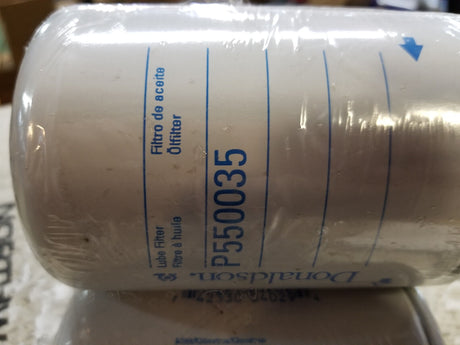 Donaldson.
P550035
Lube Filter
Filtre à huile
Filtro de aceite
Ölfilter